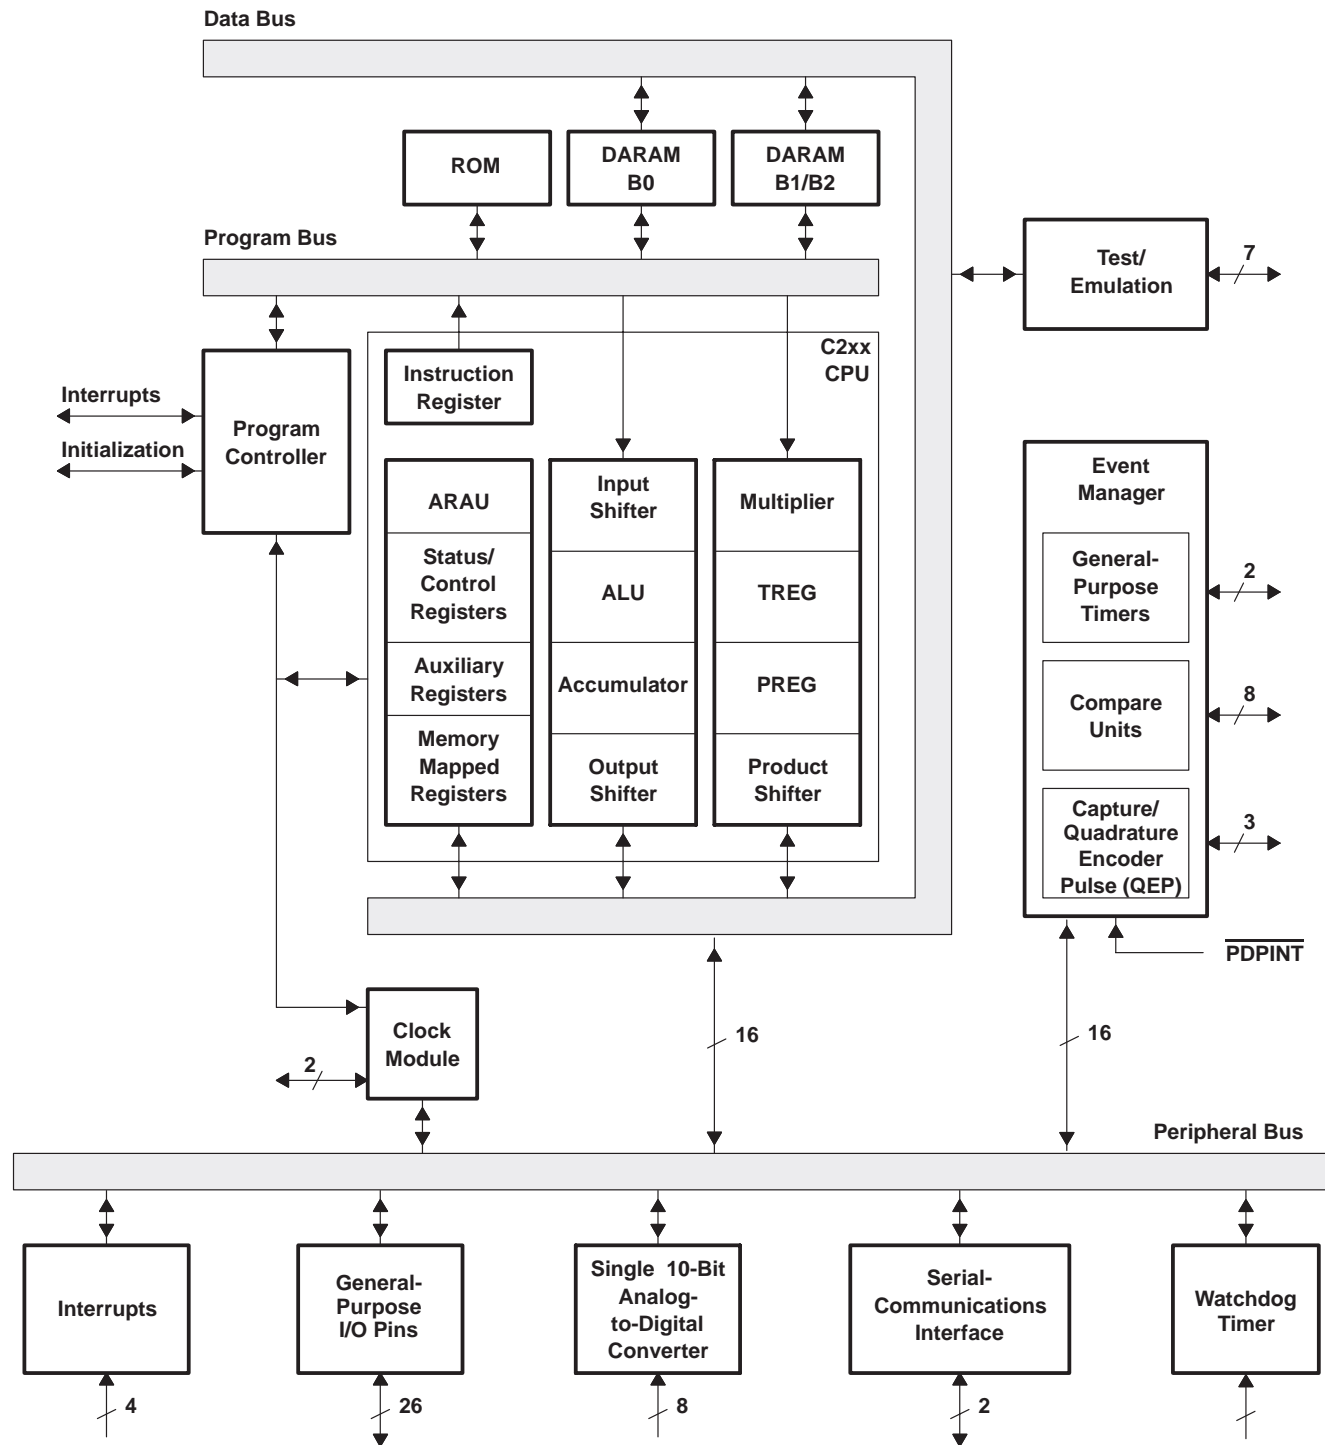 Data Bus
ROM
DARAM
B0
DARAM
B1/B2
Program Bus
Test/
Emulation
7
C2xx
CPU
Instruction
Register
Interrupts
Initialization
Program
Controller
ARAU
Status/
Control
Registers
Auxiliary
Registers
Memory
Mapped
Registers
Input
Shifter
ALU
Accumulator
Output
Shifter
Multiplier
TREG
PREG
Product
Shifter
Event
Manager
General-
Purpose
Timers
2
Compare
Units
8
Capture/
Quadrature
Encoder
Pulse (QEP)
3
PDPINT
Clock
Module
2
16
16
Peripheral Bus
Interrupts
4
General-
Purpose
I/O Pins
26
Single 10-Bit
Analog-
to-Digital
Converter
8
Serial-
Communications
Interface
2
Watchdog
Timer